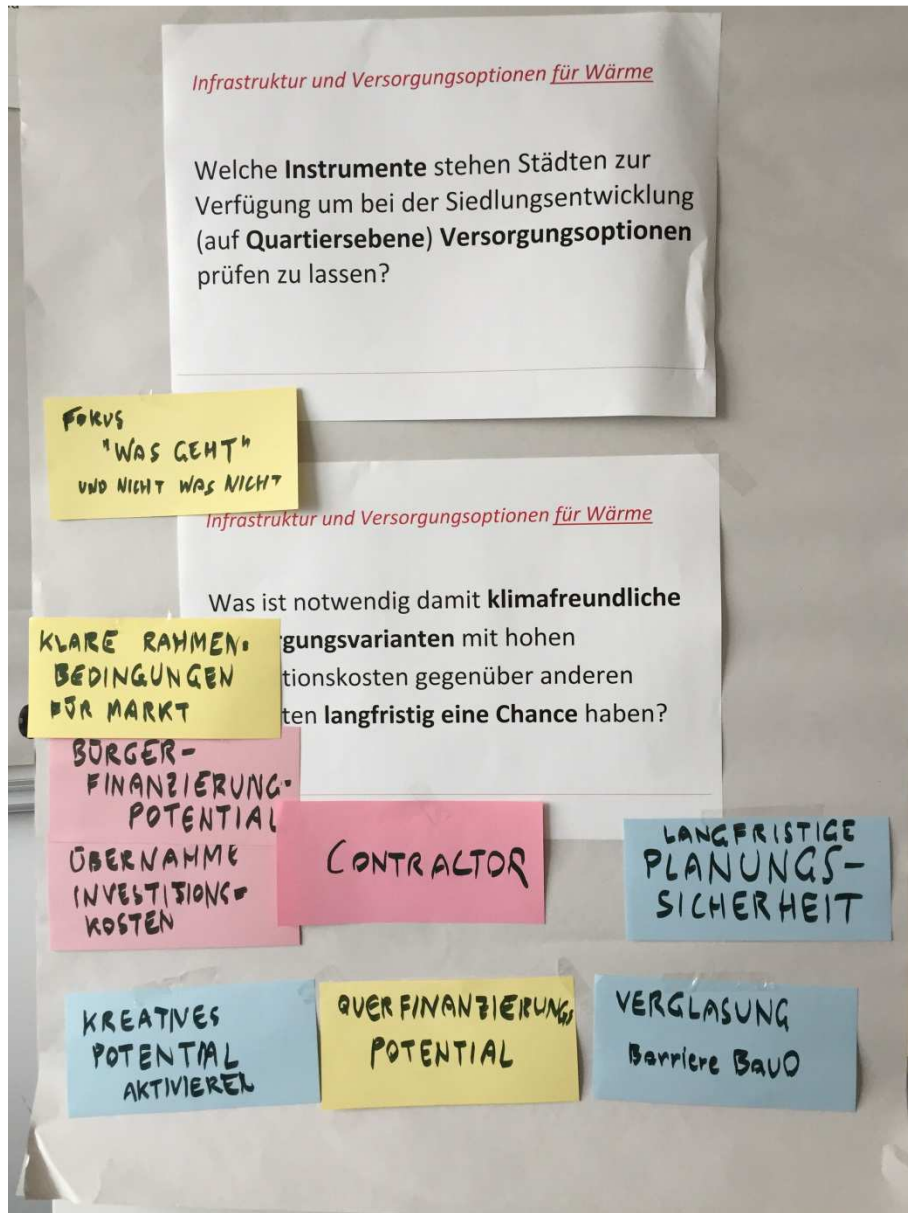 Infrastruktur und Versorgungsoptionen für Wärme
Welche Instrumente stehen Städten zur
Verfügung um bei der Siedlungsentwicklung
(auf Quartiersebene) Versorgungsoptionen
prüfen zu lassen?
FOKUS
"WAS GEHT"
UND NICHT WAS NICHT
Infrastruktur und Versorgungsoptionen für Wärme
Was ist notwendig damit klimafreundliche
gungsvarianten mit hohen
tionskosten gegenüber anderen
ten langfristig eine Chance haben?
KLARE RAHMEN-
BEDINGUNGEN
FÜR MARKT
BÜRGER-
FINANZIERUNG-
POTENTIAL
ÜBERNAHME
INVESTITIONS-
KOSTEN
CONTRACTOR
LANGFRISTIGE
PLANUNGS-
SICHERHEIT
KREATIVES
POTENTIAL
AKTIVIEREN
QUERFINANZIERUNGS
POTENTIAL
VERGLASUNG
Barriere BauO